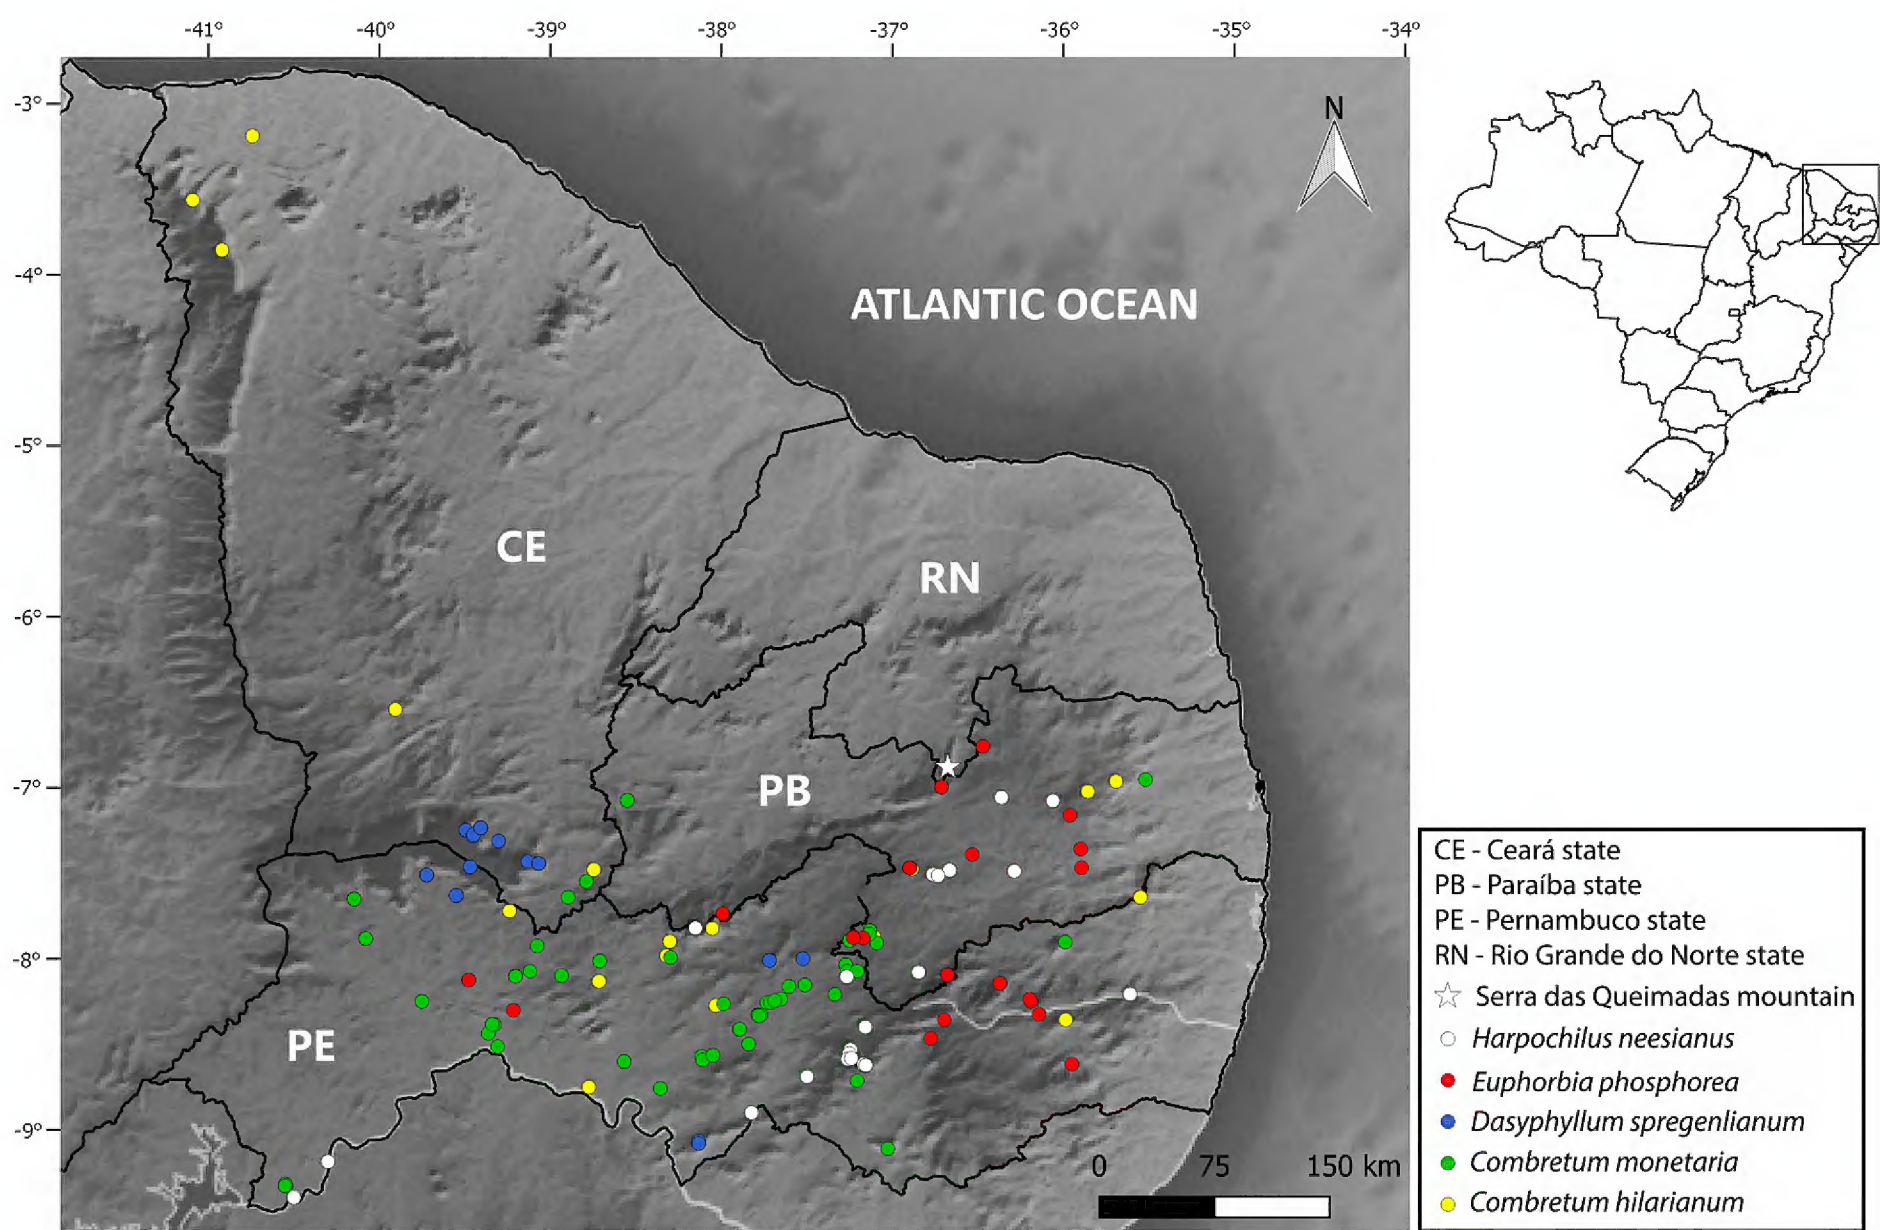 -41° -40° -39° -38° -37° -36° -35° -34°
-3°
-4°
-5°
-6°
-7°
-8°
-9°
N
ATLANTIC OCEAN
CE
RN
PB
PE
0 75 150 km
CE - Ceará state
PB - Paraíba state
PE - Pernambuco state
RN - Rio Grande do Norte state
Serra das Queimadas mountain
Harpochilus neesianus
Euphorbia phosphorea
Dasyphyllum spregenlianum
Combretum monetaria
Combretum hilarianum